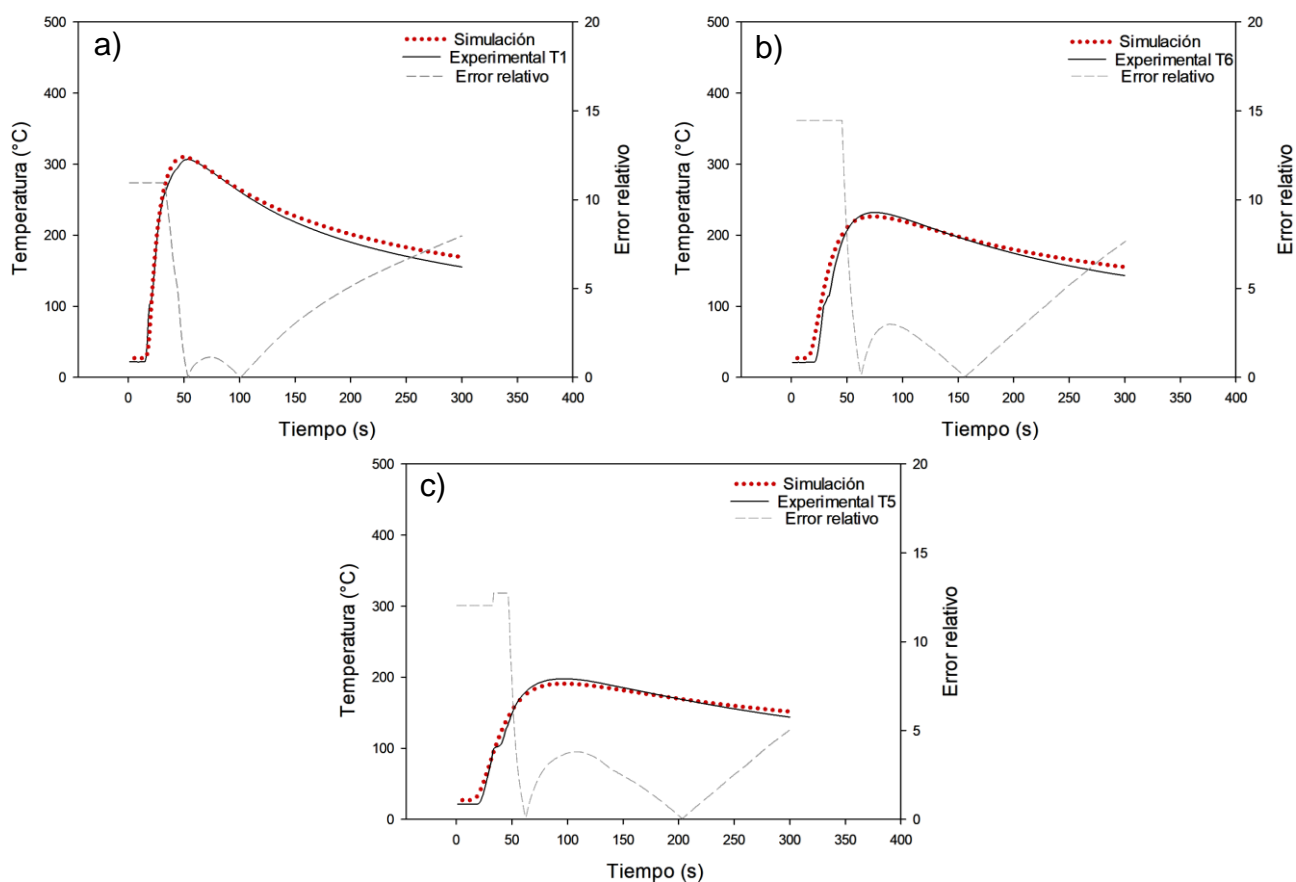 a)
Simulación
Experimental T1
Error relativo
Temperatura (°C)
500
400
300
200
100
0
20
15
10
5
0
Error relativo
0 50 100 150 200 250 300 350 400
Tiempo (s)
b)
Simulación
Experimental T6
Error relativo
Temperatura (°C)
500
400
300
200
100
0
20
15
10
5
0
Error relativo
0 50 100 150 200 250 300 350 400
Tiempo (s)
c)
Simulación
Experimental T5
Error relativo
Temperatura (°C)
500
400
300
200
100
0
20
15
10
5
0
Error relativo
0 50 100 150 200 250 300 350 400
Tiempo (s)